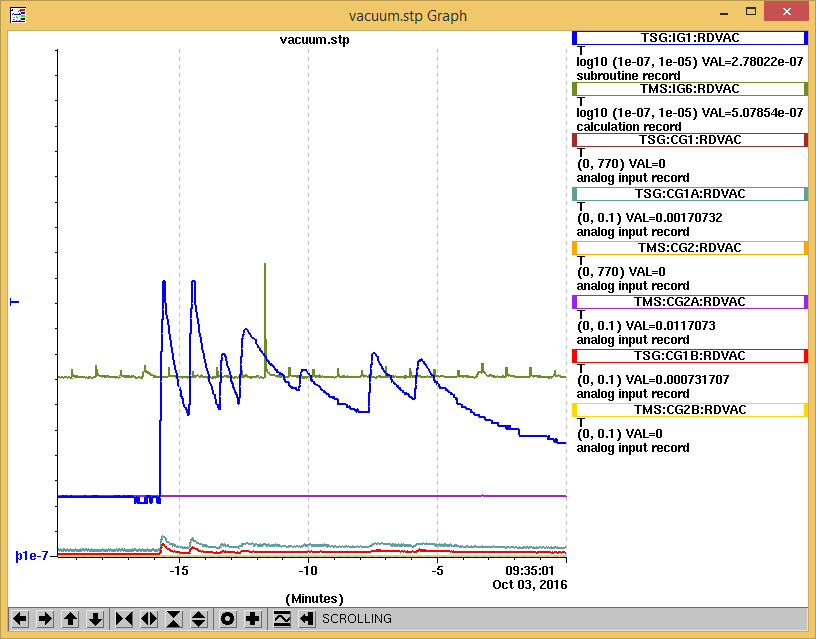 vacuum.stp Graph
vacuum.stp
TSG:IG1:RDVAC
T
log10 (1e-07, 1e-05) VAL=2.78022e-07
subroutine record
TMS:IG6:RDVAC
T
log10 (1e-07, 1e-05) VAL=5.07854e-07
calculation record
TSG:CG1:RDVAC
T
(0, 770) VAL=0
analog input record
TSG:CG1A:RDVAC
T
(0, 0.1) VAL=0.00170732
analog input record
TMS:CG2:RDVAC
T
(0, 770) VAL=0
analog input record
TMS:CG2A:RDVAC
T
(0, 0.1) VAL=0.0117073
analog input record
TSG:CG1B:RDVAC
T
(0, 0.1) VAL=0.000731707
analog input record
TMS:CG2B:RDVAC
T
(0, 0.1) VAL=0
analog input record
T
1e-7
-15 -10 -5 09:35:01
Oct 03, 2016
(Minutes)
SCROLLING